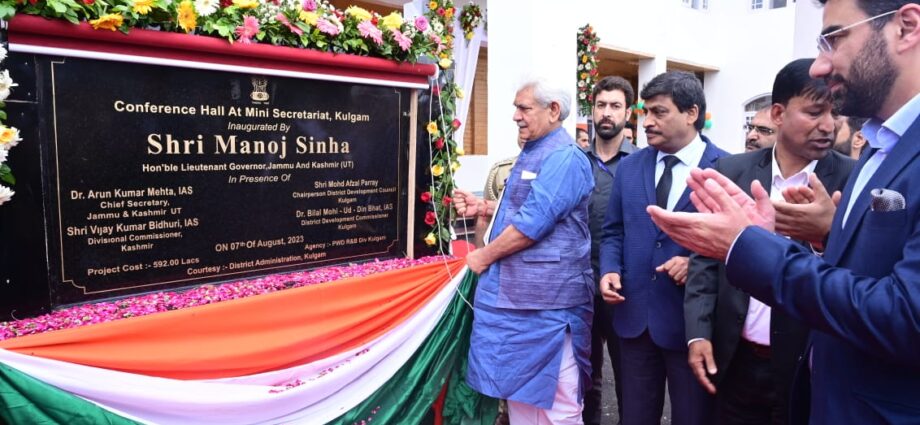 Conference Hall At Mini Secretariat, Kulgam
Inaugurated By
Shri Manoj Sinha
Hon'ble Lieutenant Governor,Jammu And Kashmir (UT)
In Presence Of
Dr. Arun Kumar Mehta, IAS
Chief Secretary,
Jammu & Kashmir UT
Shri Vijay Kumar Bidhuri, IAS
Divisional Commissioner,
Kashmir
Shri Mohd Afzal Parray
Chairperson District Development Council
Kulgam
Dr. Bilal Mohi - Ud - Din Bhat, IAS
District Development Commissioner
Kulgam
ON 07th of August, 2023
Project Cost :- 592.00 Lacs
Agency :- PWD R&B Div Kulgam
Courtesy :- District Administration, Kulgam